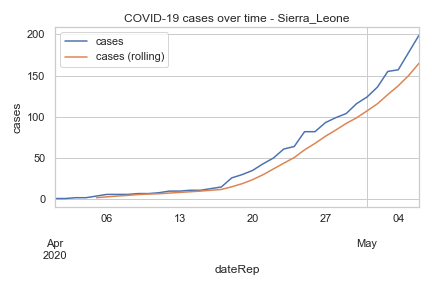 COVID-19 cases over time - Sierra_Leone
cases
cases (rolling)
200
150
100
50
0
cases
06 13 20 27 04
Apr May
2020
dateRep